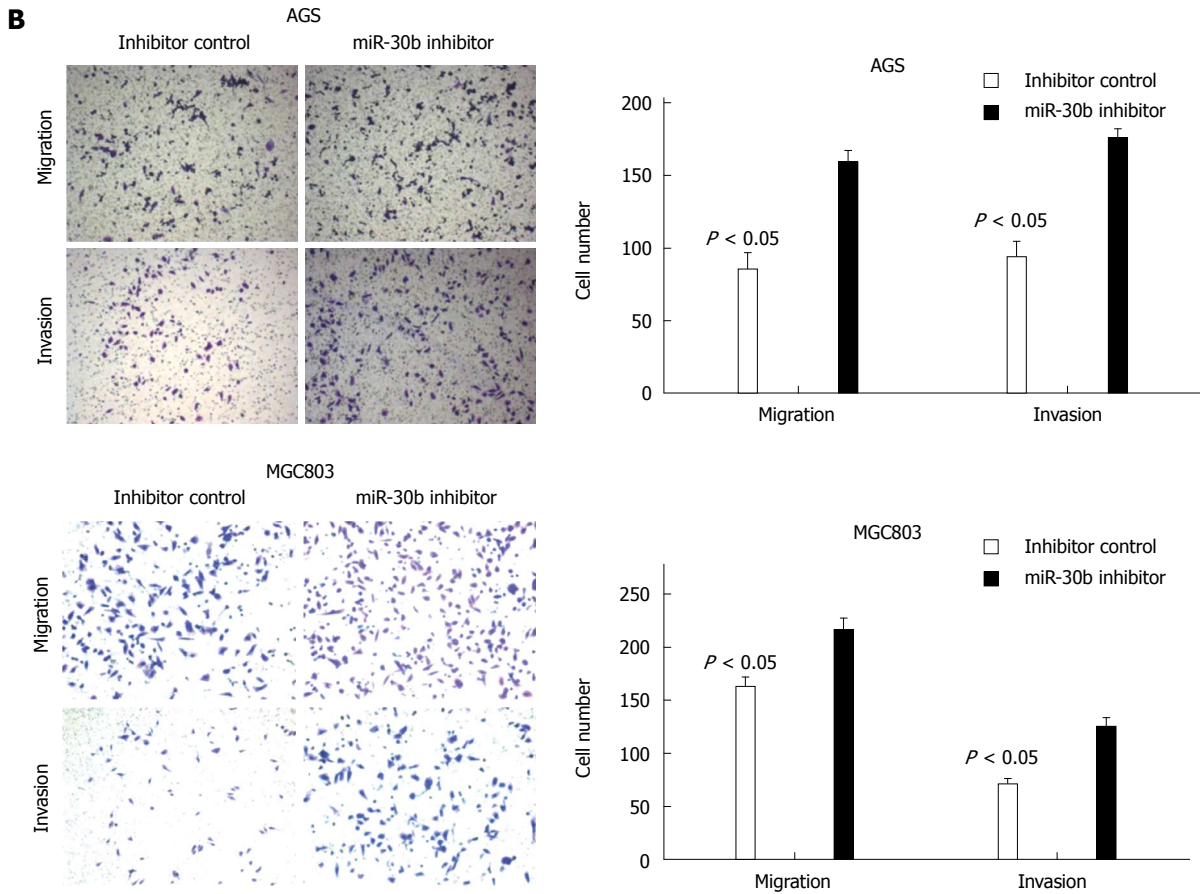 B
AGS
Inhibitor control miR-30b inhibitor
Migration
Invasion
AGS
Inhibitor control
miR-30b inhibitor
Cell number
200
150
100
50
0
P < 0.05
P < 0.05
Migration Invasion
MGC803
Inhibitor control miR-30b inhibitor
Migration
Invasion
MGC803
Inhibitor control
miR-30b inhibitor
Cell number
250
200
150
100
50
0
P < 0.05
P < 0.05
Migration Invasion